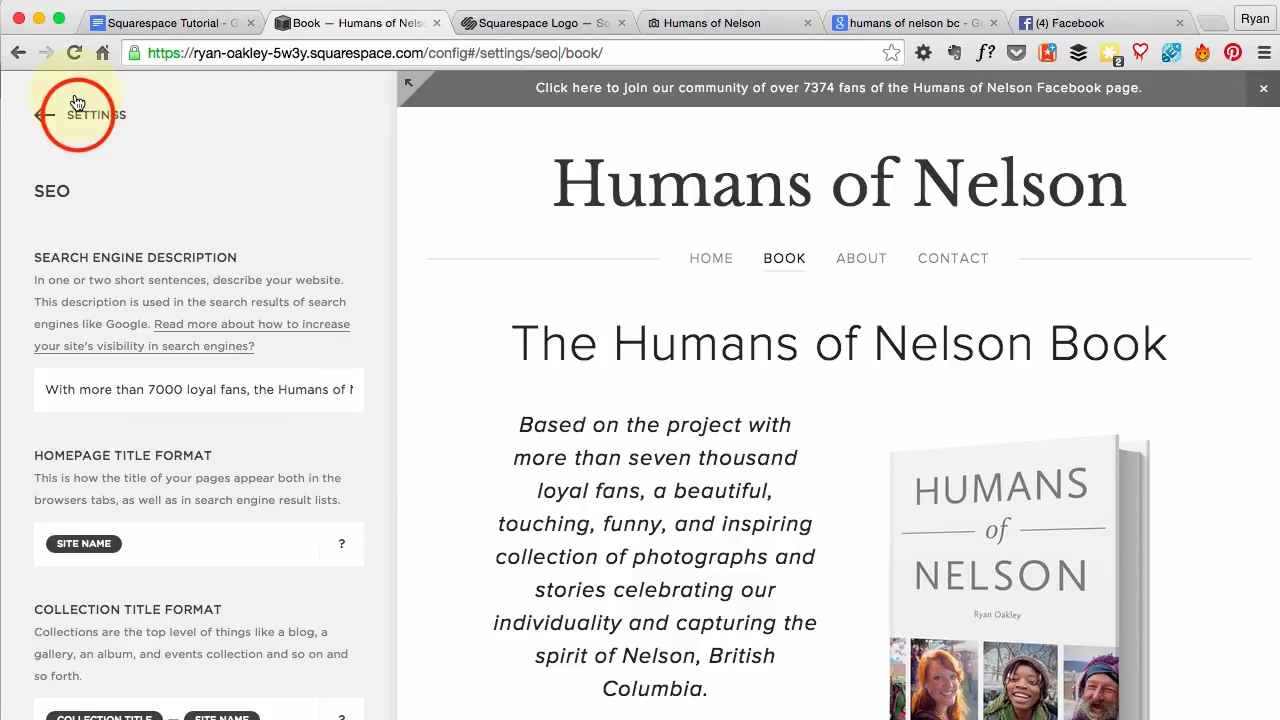 Squarespace Tutorial - G
Book — Humans of Nels
Squarespace Logo — So
Humans of Nelson
humans of nelson bc - G
(4) Facebook
Ryan
https://ryan-oakley-5w3y.squarespace.com/config#/settings/seo|/book/
2
SETTINGS
SEO
SEARCH ENGINE DESCRIPTION
In one or two short sentences, describe your website.
This description is used in the search results of search
engines like Google. Read more about how to increase
your site's visibility in search engines?
With more than 7000 loyal fans, the Humans of N
HOMEPAGE TITLE FORMAT
This is how the title of your pages appear both in the
browsers tabs, as well as in search engine result lists.
SITE NAME ?
COLLECTION TITLE FORMAT
Collections are the top level of things like a blog, a
gallery, an album, and events collection and so on and
so forth.
COLLECTION TITLE — SITE NAME ?
Click here to join our community of over 7374 fans of the Humans of Nelson Facebook page.
Humans of Nelson
HOME BOOK ABOUT CONTACT
The Humans of Nelson Book
Based on the project with
more than seven thousand
loyal fans, a beautiful,
touching, funny, and inspiring
collection of photographs and
stories celebrating our
individuality and capturing the
spirit of Nelson, British
Columbia.
HUMANS
of
NELSON
Ryan Oakley